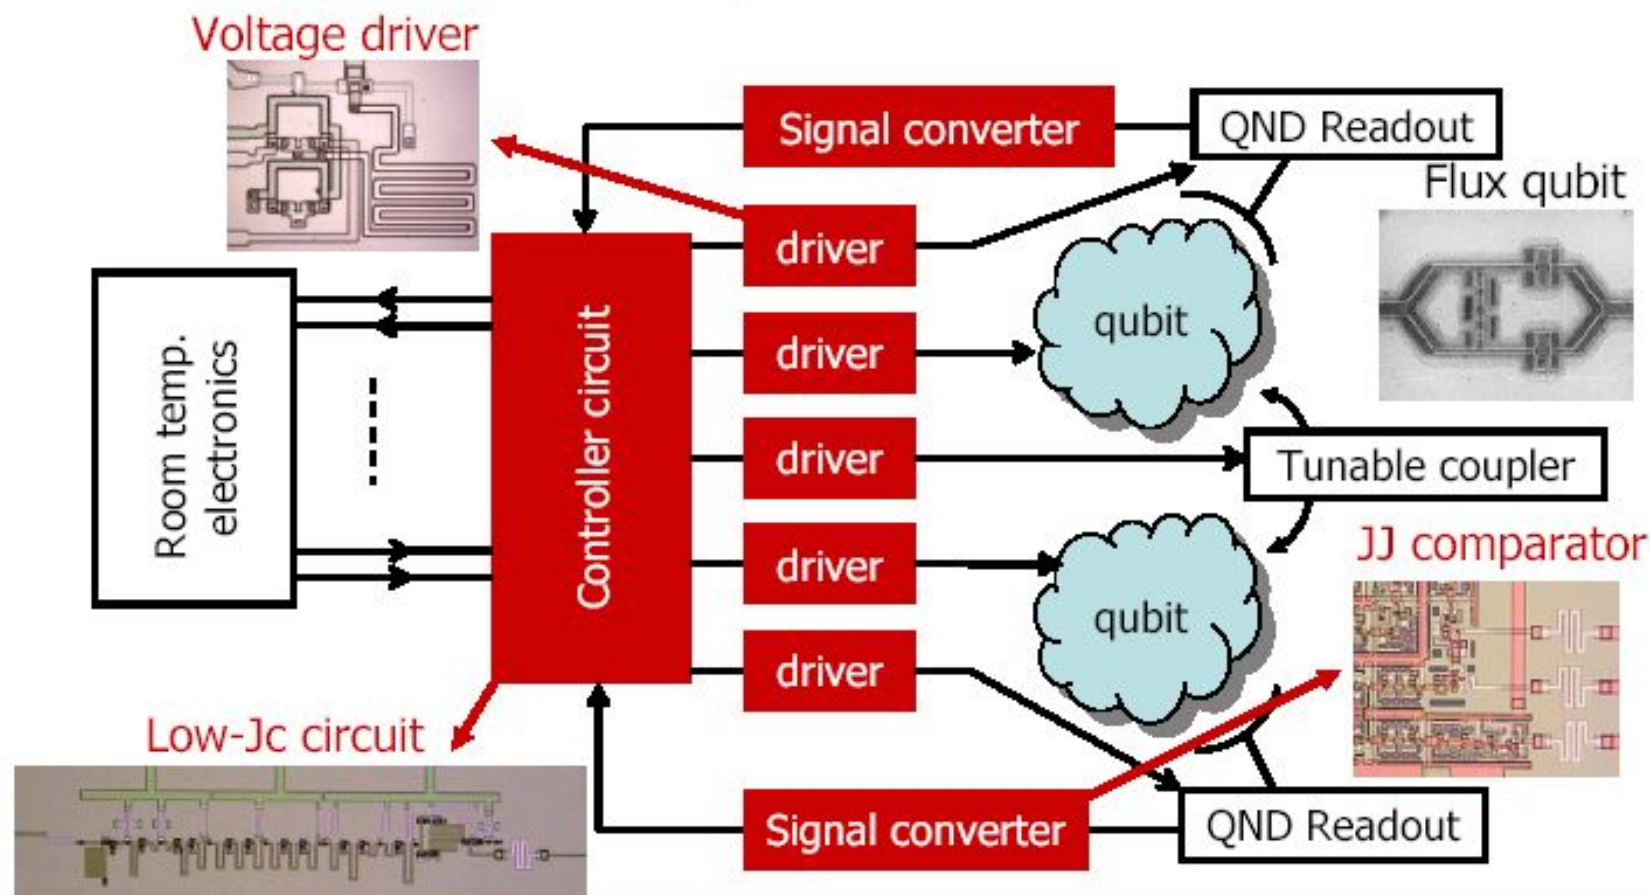 Voltage driver
Signal converter
QND Readout
Flux qubit
driver
qubit
driver
Room temp.
electronics
Controller circuit
driver
Tunable coupler
JJ comparator
driver
qubit
driver
Low-Jc circuit
Signal converter
QND Readout